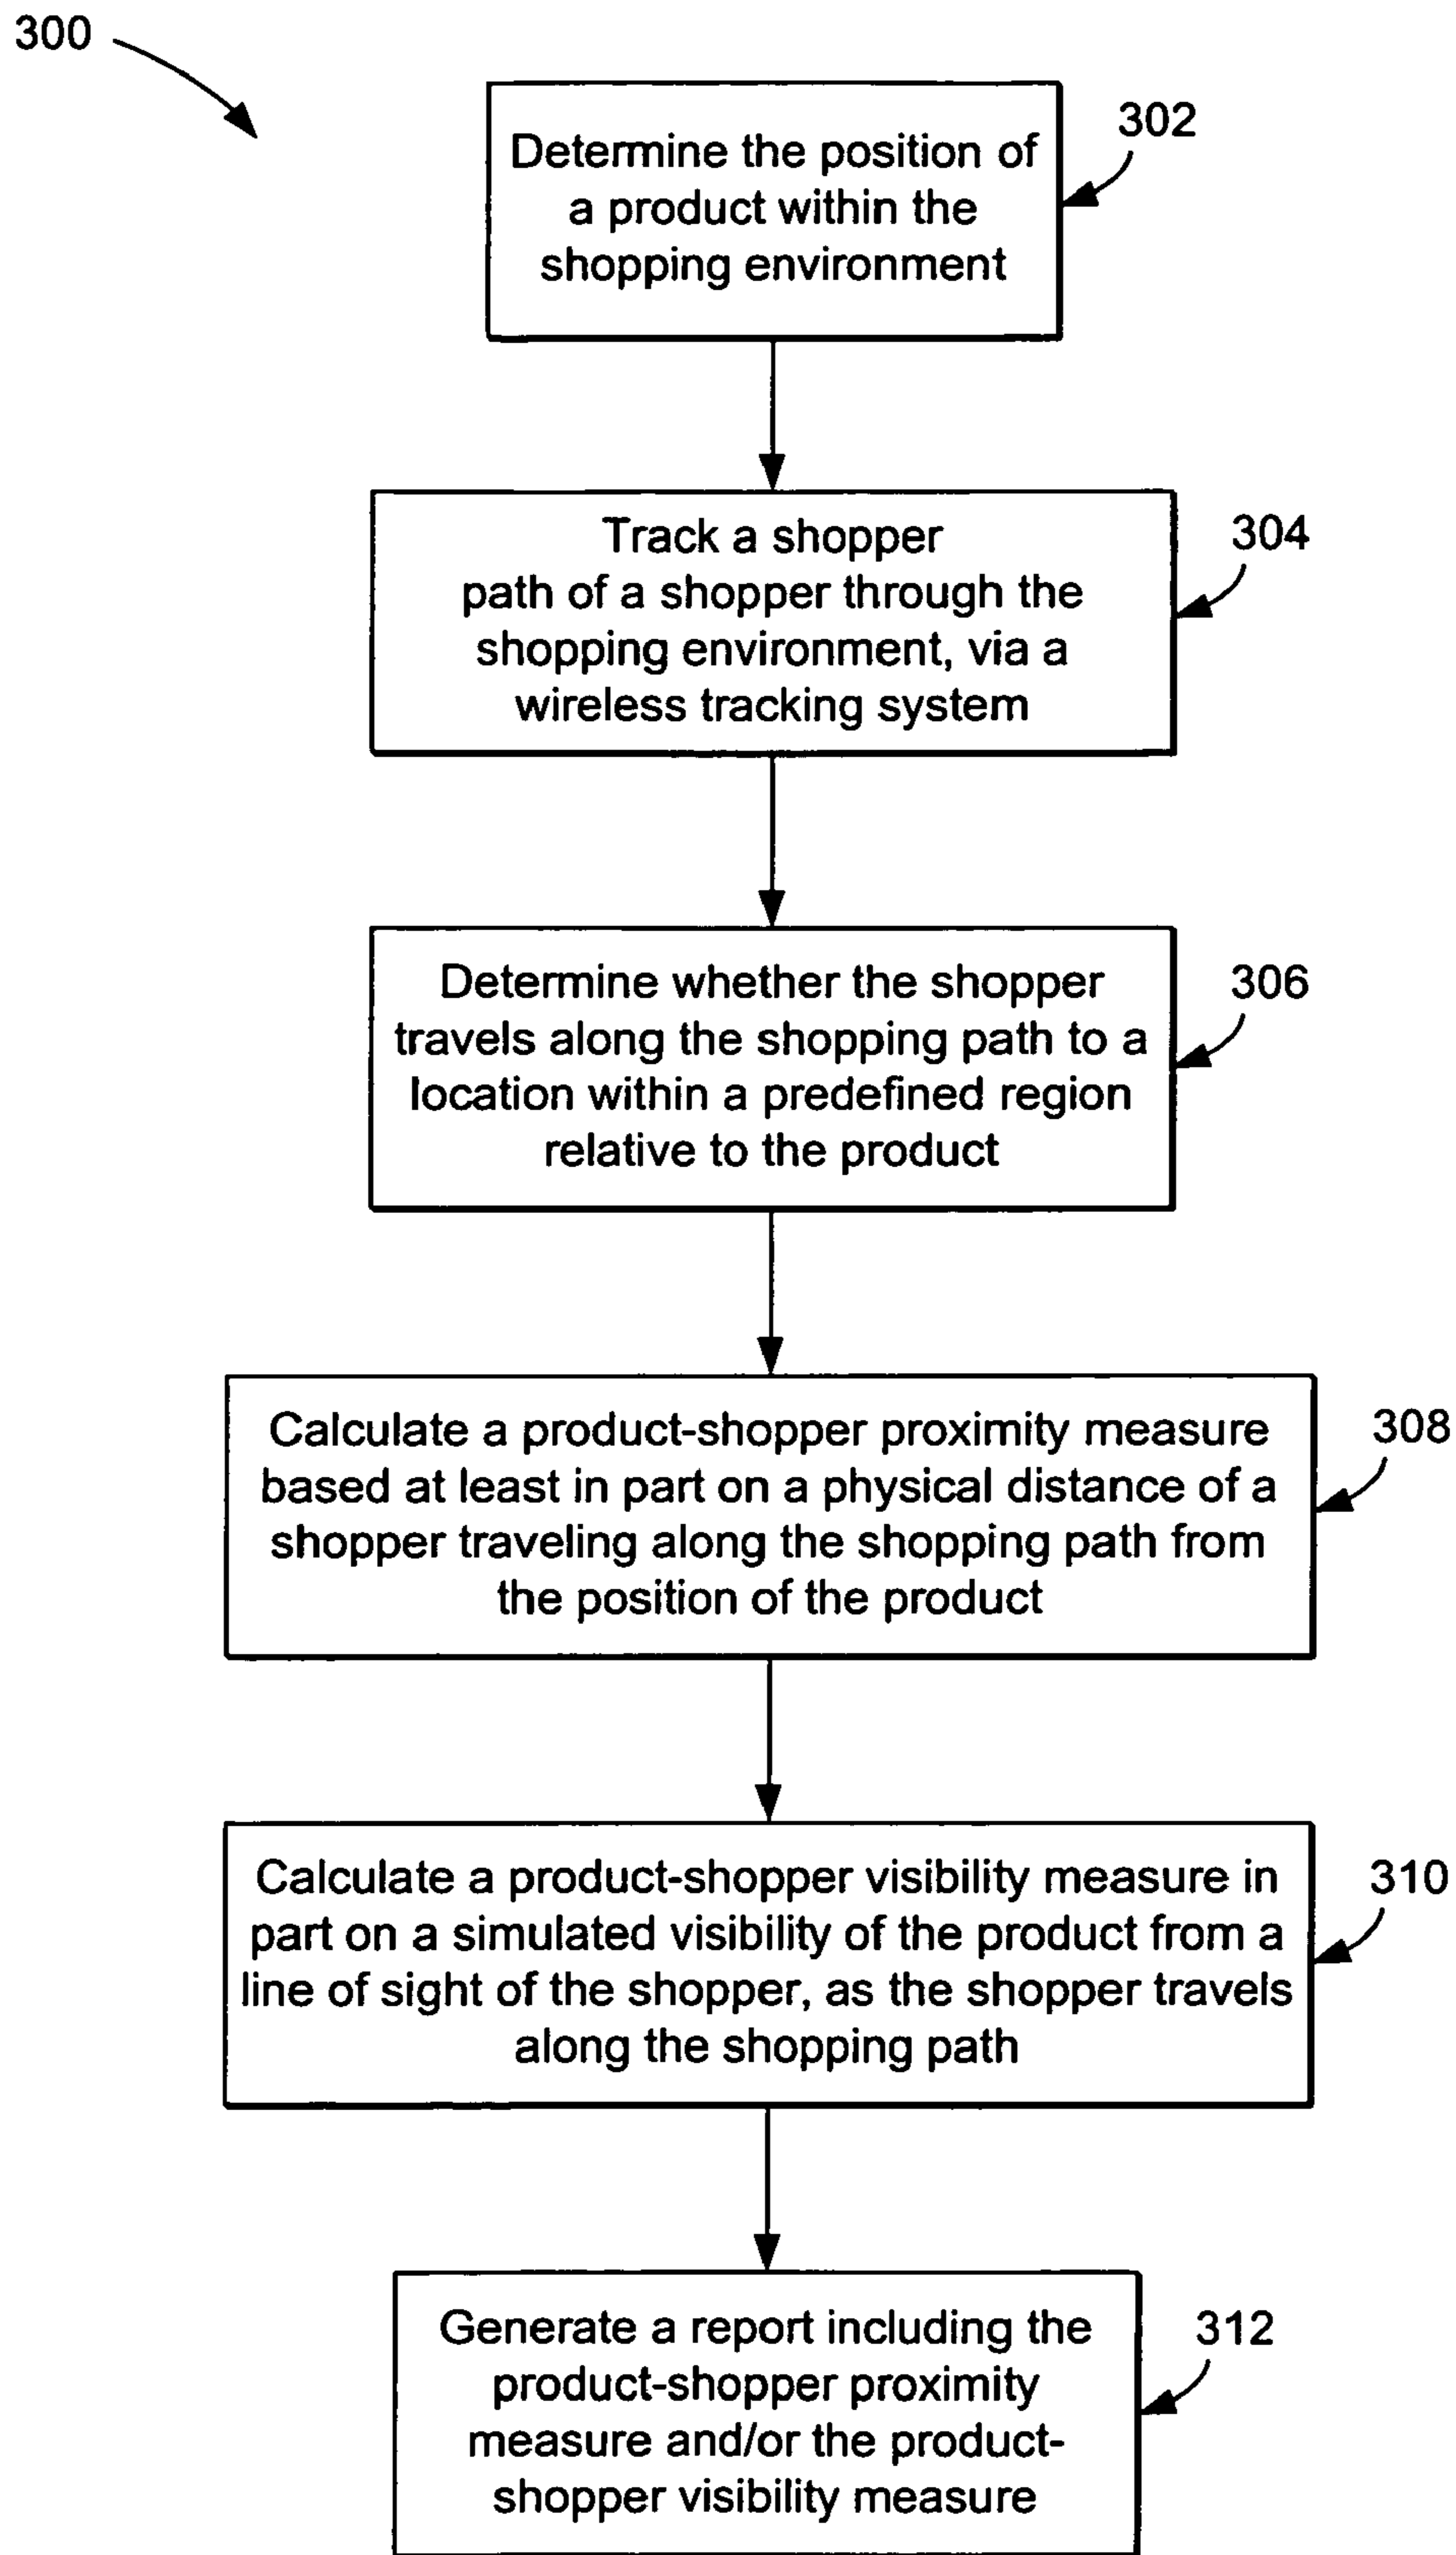 300
302
Determine the position of
a product within the
shopping environment
304
Track a shopper
path of a shopper through the
shopping environment, via a
wireless tracking system
306
Determine whether the shopper
travels along the shopping path to a
location within a predefined region
relative to the product
308
Calculate a product-shopper proximity measure
based at least in part on a physical distance of a
shopper traveling along the shopping path from
the position of the product
310
Calculate a product-shopper visibility measure in
part on a simulated visibility of the product from a
line of sight of the shopper, as the shopper travels
along the shopping path
312
Generate a report including the
product-shopper proximity
measure and/or the product-
shopper visibility measure